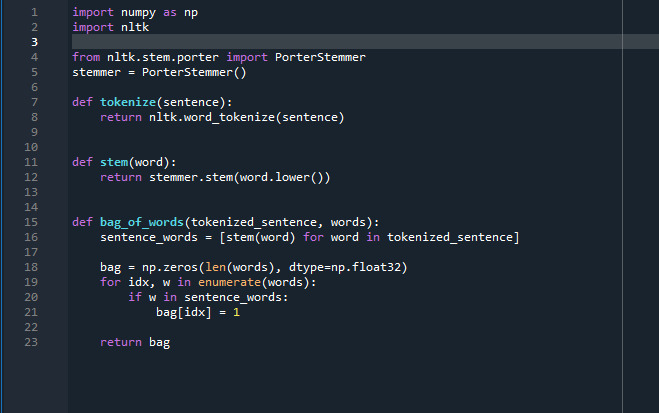 1 import numpy as np
2 import nltk
3
4 from nltk.stem.porter import PorterStemmer
5 stemmer = PorterStemmer()
6
7 def tokenize(sentence):
8     return nltk.word_tokenize(sentence)
9
10
11 def stem(word):
12     return stemmer.stem(word.lower())
13
14
15 def bag_of_words(tokenized_sentence, words):
16     sentence_words = [stem(word) for word in tokenized_sentence]
17
18     bag = np.zeros(len(words), dtype=np.float32)
19     for idx, w in enumerate(words):
20         if w in sentence_words:
21             bag[idx] = 1
22
23     return bag